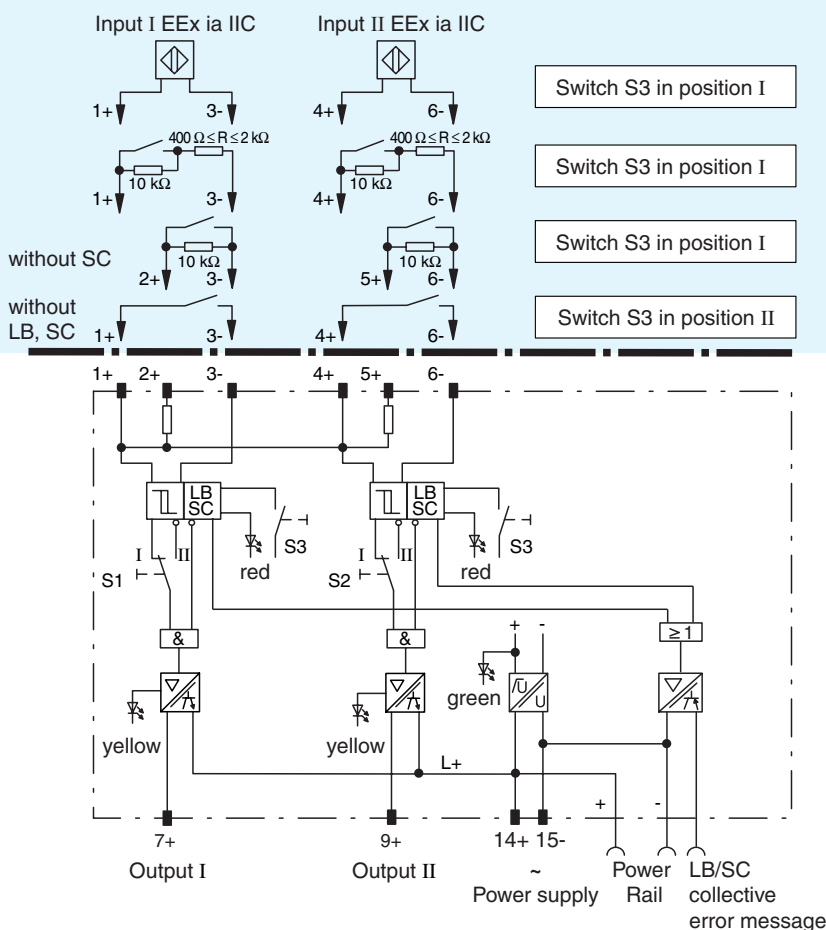 Input I EEx ia IIC
Input II EEx ia IIC
1+ 3- 4+ 6-
Switch S3 in position I
400 Ω ≤ R ≤ 2 kΩ
400 Ω ≤ R ≤ 2 kΩ
10 kΩ
10 kΩ
1+ 3- 4+ 6-
Switch S3 in position I
without SC
10 kΩ
10 kΩ
2+ 3- 5+ 6-
Switch S3 in position I
without
LB, SC
1+ 3- 4+ 6-
Switch S3 in position II
1+ 2+ 3- 4+ 5+ 6-
LB
SC
LB
SC
I II
S1
S3
red
I II
S2
S3
red
& & ≥ 1
+ -
green
U
U
yellow
yellow
L+
+ -
7+ 9+ 14+ 15-
Output I
Output II
~
Power supply
Power
Rail
LB/SC
collective
error message